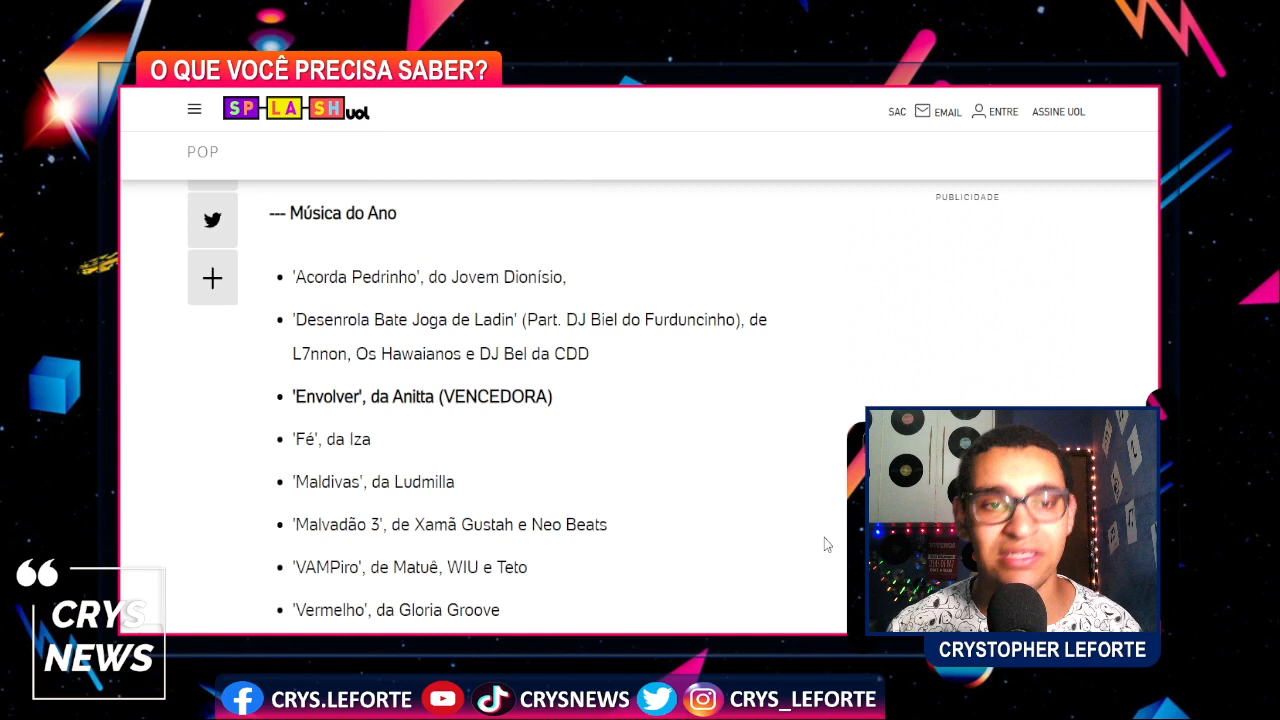 O QUE VOCÊ PRECISA SABER?
SPLASH uol
SAC EMAIL ENTRE ASSINE UOL
POP
PUBLICIDADE
--- Música do Ano
+
• 'Acorda Pedrinho', do Jovem Dionísio,
• 'Desenrola Bate Joga de Ladin' (Part. DJ Biel do Furduncinho), de
L7nnon, Os Hawaianos e DJ Bel da CDD
• 'Envolver', da Anitta (VENCEDORA)
• 'Fé', da Iza
• 'Maldivas', da Ludmilla
• 'Malvadão 3', de Xamã Gustah e Neo Beats
• 'VAMPiro', de Matuê, WIU e Teto
• 'Vermelho', da Gloria Groove
CRYS
NEWS
CRYSTOPHER LEFORTE
CRYS.LEFORTE CRYSNEWS CRYS_LEFORTE